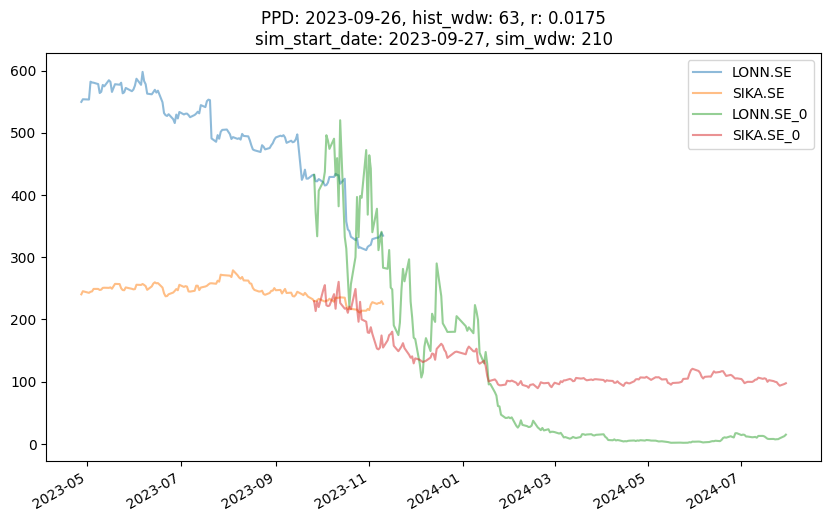 PPD: 2023-09-26, hist_wdw: 63, r: 0.0175
sim_start_date: 2023-09-27, sim_wdw: 210
LONN.SE
SIKA.SE
LONN.SE_0
SIKA.SE_0
600
500
400
300
200
100
0
2023-05
2023-07
2023-09
2023-11
2024-01
2024-03
2024-05
2024-07